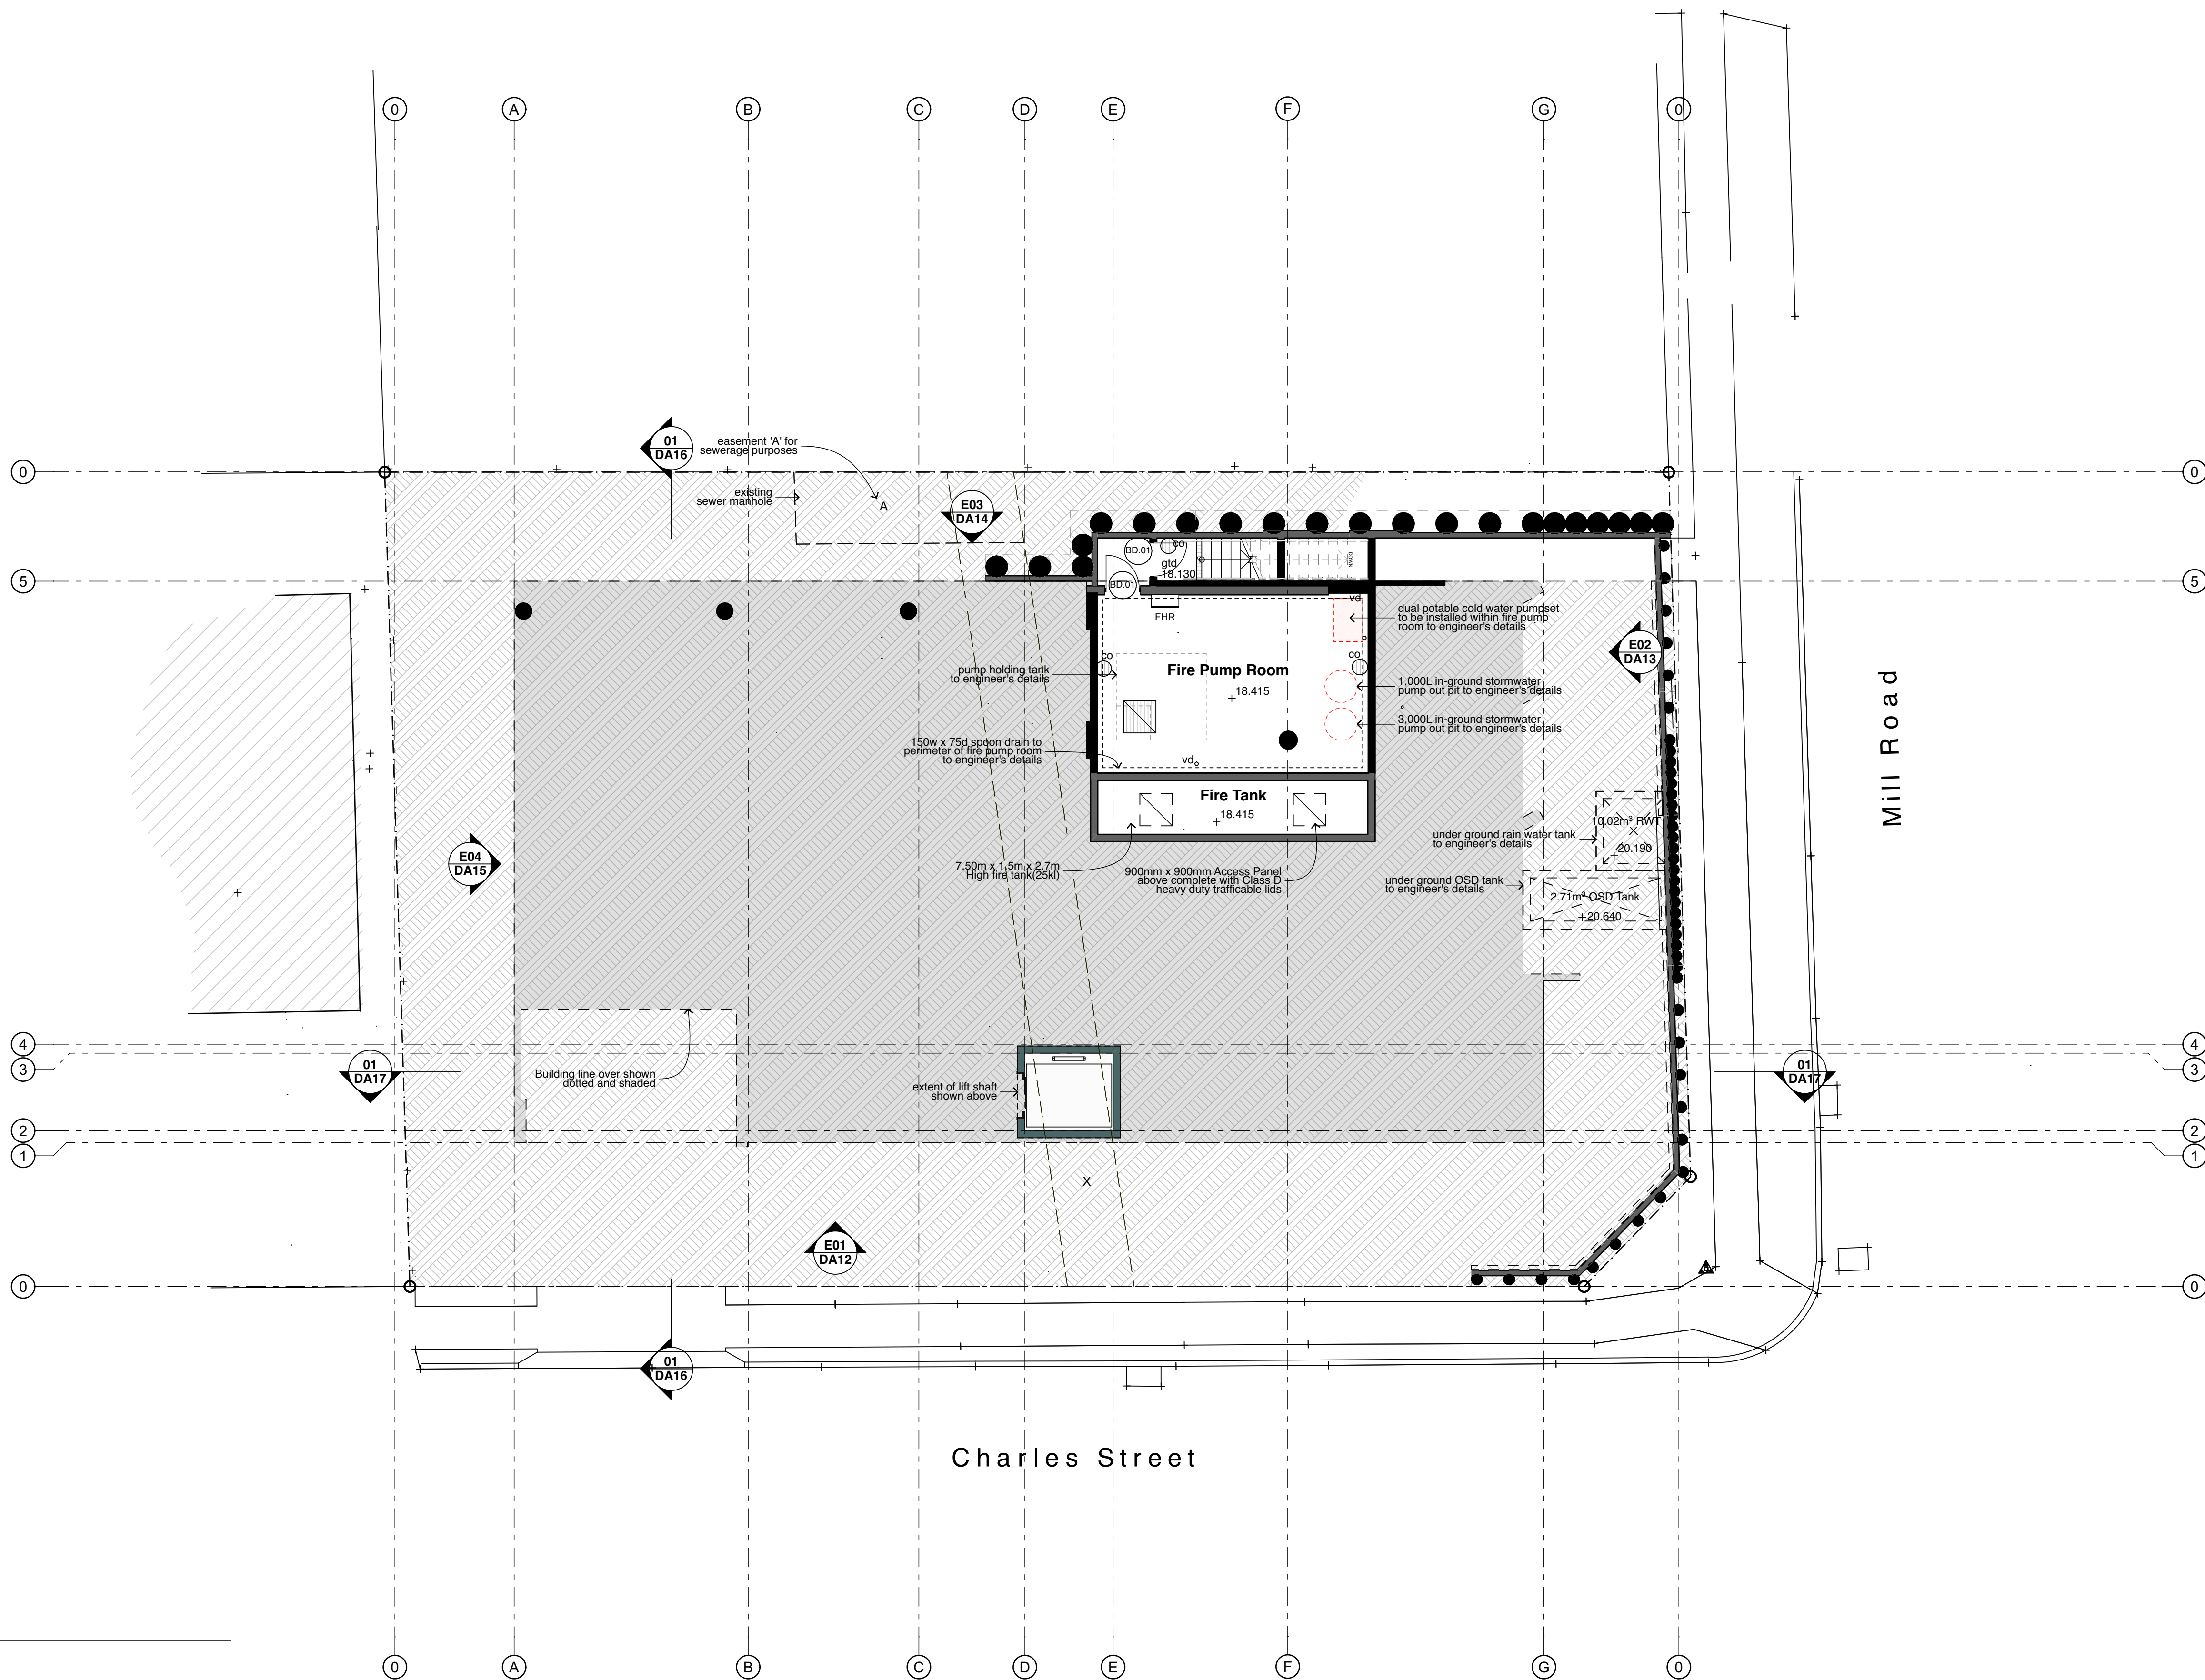 0 A B C D E F G 0
01
DA16
easement 'A' for
sewerage purposes
0 0
existing
sewer manhole
A
E03
DA14
BD.01
co
gtd
18.130
DOWN
5 5
BD.01
FHR
vd
dual potable cold water pumpset
to be installed within fire pump
room to engineer's details
E02
DA13
co
co
pump holding tank
to engineer's details
Fire Pump Room
18.415
1,000L in-ground stormwater
pump out pit to engineer's details
3,000L in-ground stormwater
pump out pit to engineer's details
Mill Road
150w x 75d spoon drain to
perimeter of fire pump room
to engineer's details
vd
Fire Tank
18.415
10.02m³ RWT
20.190
under ground rain water tank
to engineer's details
E04
DA15
7.50m x 1.5m x 2.7m
High fire tank(25kl)
900mm x 900mm Access Panel
above complete with Class D
heavy duty trafficable lids
under ground OSD tank
to engineer's details
2.71m³ OSD Tank
20.640
4 4
3 3
01
DA17
Building line over shown
dotted and shaded
extent of lift shaft
shown above
01
DA17
2 2
1 1
X
E01
DA12
0 0
01
DA16
Charles Street
0 A B C D E F G 0